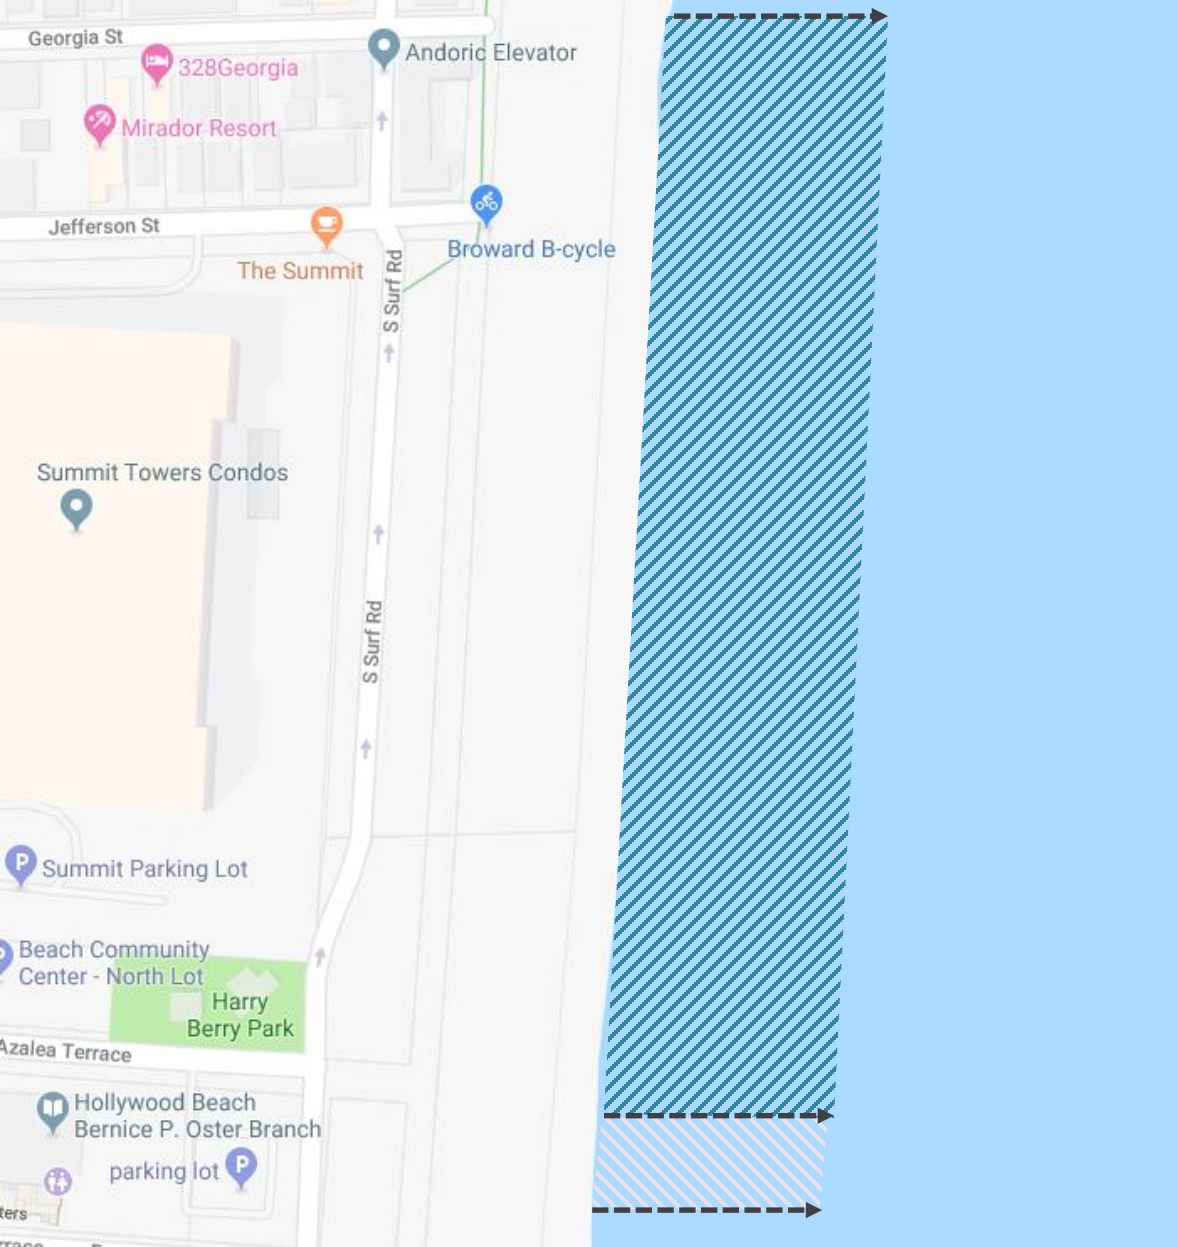 Georgia St
Andoric Elevator
328Georgia
Mirador Resort
Jefferson St
Broward B-cycle
The Summit
S Surf Rd
Summit Towers Condos
S Surf Rd
P
Summit Parking Lot
Beach Community
Center - North Lot
Harry
Berry Park
Azalea Terrace
Hollywood Beach
Bernice P. Oster Branch
parking lot
P
ters